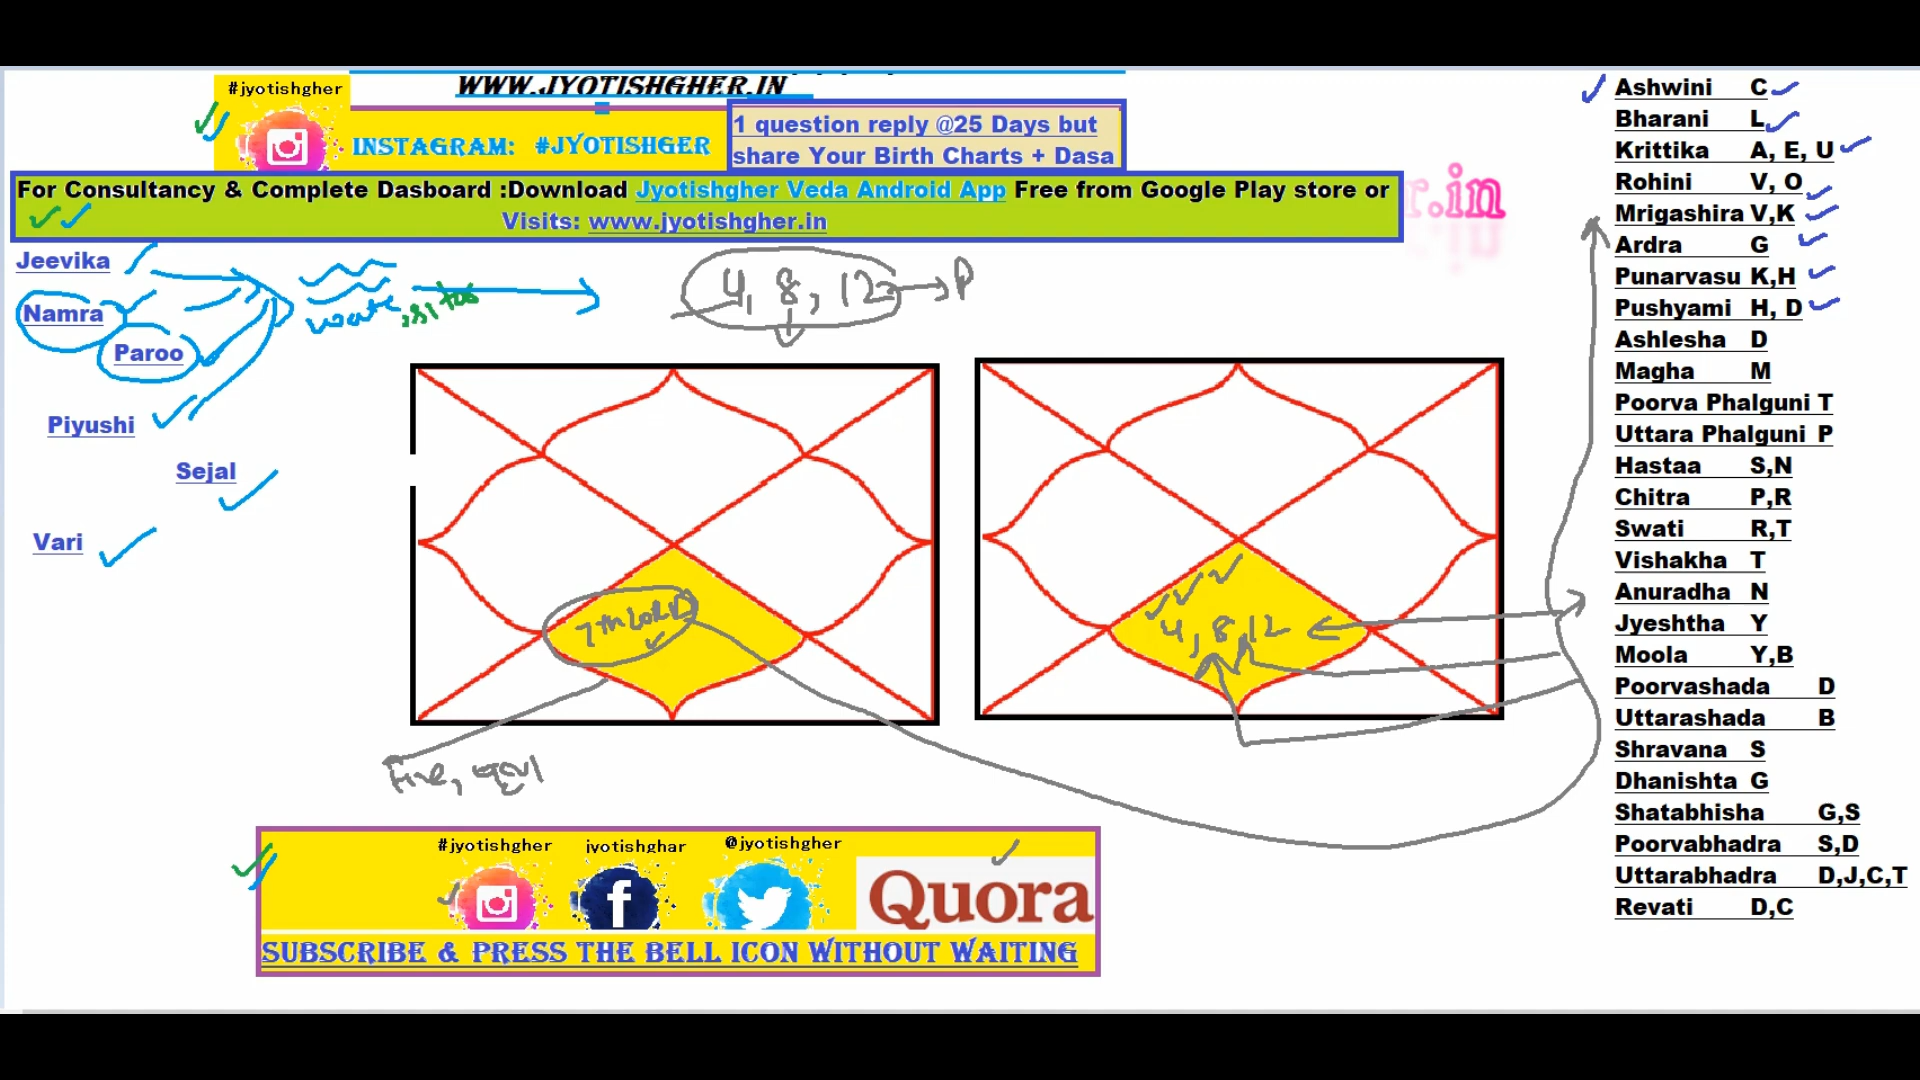 #jyotishgher
WWW.JYOTISHGHER.IN
INSTAGRAM: #JYOTISHGER
1 question reply @25 Days but
share Your Birth Charts + Dasa
For Consultancy & Complete Dasboard :Download Jyotishgher Veda Android App Free from Google Play store or
Visits: www.jyotishgher.in
r.in
Jeevika
Namra
Paroo
Piyushi
Sejal
Vari
4, 8, 12 P
7th LORD
4, 8, 12
Fire,
#jyotishgher
jyotishghar
@jyotishgher
Quora
SUBSCRIBE & PRESS THE BELL ICON WITHOUT WAITING
Ashwini C
Bharani L
Krittika A, E, U
Rohini V, O
Mrigashira V,K
Ardra G
Punarvasu K,H
Pushyami H, D
Ashlesha D
Magha M
Poorva Phalguni T
Uttara Phalguni P
Hastaa S,N
Chitra P,R
Swati R,T
Vishakha T
Anuradha N
Jyeshtha Y
Moola Y,B
Poorvashada D
Uttarashada B
Shravana S
Dhanishta G
Shatabhisha G,S
Poorvabhadra S,D
Uttarabhadra D,J,C,T
Revati D,C